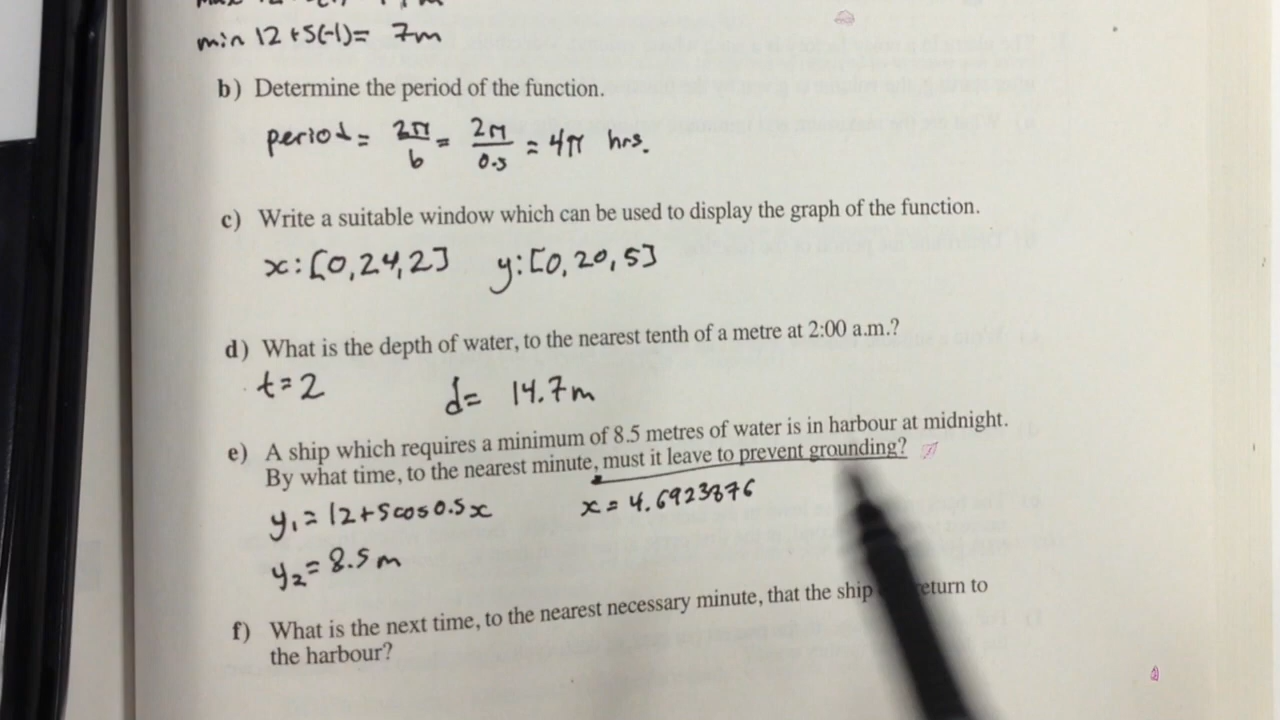 min 12 + 5(-1) = 7m
b) Determine the period of the function.
period = 2π/b = 2π/0.5 = 4π hrs.
c) Write a suitable window which can be used to display the graph of the function.
x: [0, 24, 2] y: [0, 20, 5]
d) What is the depth of water, to the nearest tenth of a metre at 2:00 a.m.?
t = 2 d = 14.7m
e) A ship which requires a minimum of 8.5 metres of water is in harbour at midnight.
By what time, to the nearest minute, must it leave to prevent grounding?
y₁ = 12 + 5cos0.5x x = 4.6923876
y₂ = 8.5m
f) What is the next time, to the nearest necessary minute, that the ship return to
the harbour?